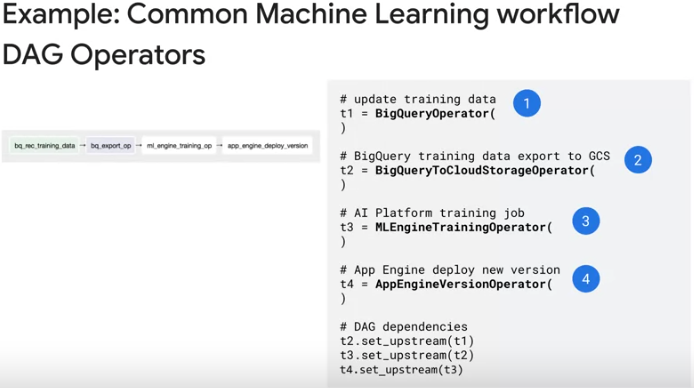 Example: Common Machine Learning workflow
DAG Operators
bq_rec_training_data → bq_export_op → ml_engine_training_op → app_engine_deploy_version
# update training data
t1 = BigQueryOperator(
)
1
# BigQuery training data export to GCS
t2 = BigQueryToCloudStorageOperator(
)
2
# AI Platform training job
t3 = MLEngineTrainingOperator(
)
3
# App Engine deploy new version
t4 = AppEngineVersionOperator(
)
4
# DAG dependencies
t2.set_upstream(t1)
t3.set_upstream(t2)
t4.set_upstream(t3)